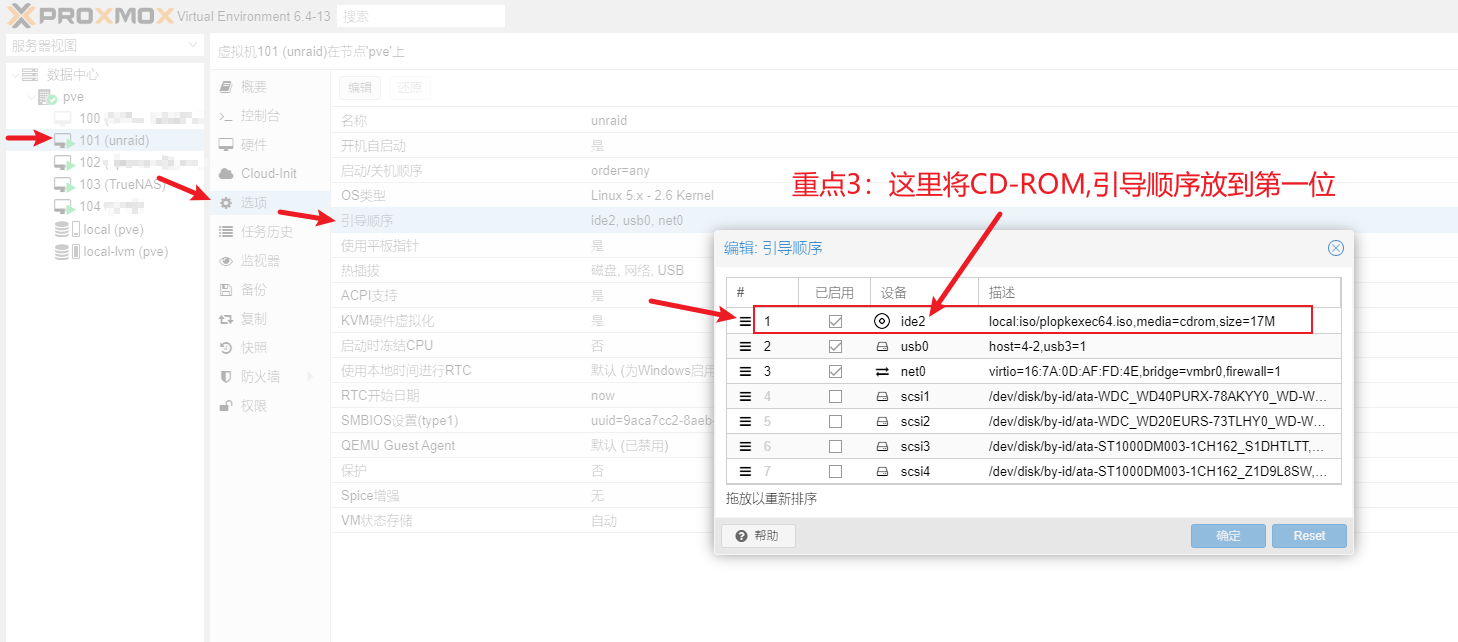 PROXMOX Virtual Environment 6.4-13 搜索
服务器视图
虚拟机101 (unraid)在节点'pve'上
数据中心
pve
100
101 (unraid)
102
103 (TrueNAS)
104
local (pve)
local-lvm (pve)
概要
控制台
硬件
Cloud-Init
选项
任务历史
监视器
备份
复制
快照
防火墙
权限
编辑 还原
名称 unraid
开机自启动 是
启动/关机顺序 order=any
OS类型 Linux 5.x - 2.6 Kernel
引导顺序 ide2, usb0, net0
使用平板指针 是
热插拔 磁盘, 网络, USB
ACPI支持 是
KVM硬件虚拟化 是
启动时冻结CPU 否
使用本地时间进行RTC 默认 (为Windows启用
RTC开始日期 now
SMBIOS设置(type1) uuid=9aca7cc2-8aeb
QEMU Guest Agent 默认 (已禁用)
保护 否
Spice增强 无
VM状态存储 自动
重点3：这里将CD-ROM,引导顺序放到第一位
编辑: 引导顺序
# 已启用 设备 描述
1 ide2 local:iso/plopkexec64.iso,media=cdrom,size=17M
2 usb0 host=4-2,usb3=1
3 net0 virtio=16:7A:0D:AF:FD:4E,bridge=vmbr0,firewall=1
4 scsi1 /dev/disk/by-id/ata-WDC_WD40PURX-78AKYY0_WD-W...
5 scsi2 /dev/disk/by-id/ata-WDC_WD20EURS-73TLHY0_WD-W...
6 scsi3 /dev/disk/by-id/ata-ST1000DM003-1CH162_S1DHTLTT,...
7 scsi4 /dev/disk/by-id/ata-ST1000DM003-1CH162_Z1D9L8SW,...
拖放以重新排序
帮助 确定 Reset